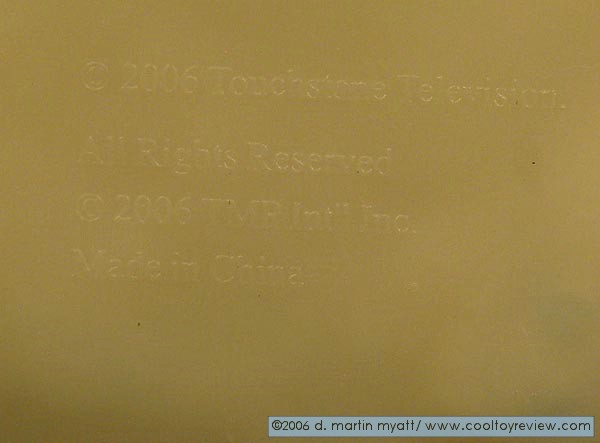 © 2006 Touchstone Television.
All Rights Reserved
© 2006 TMP Int'l Inc.
Made in China
©2006 d. martin myatt/ www.cooltoyreview.com